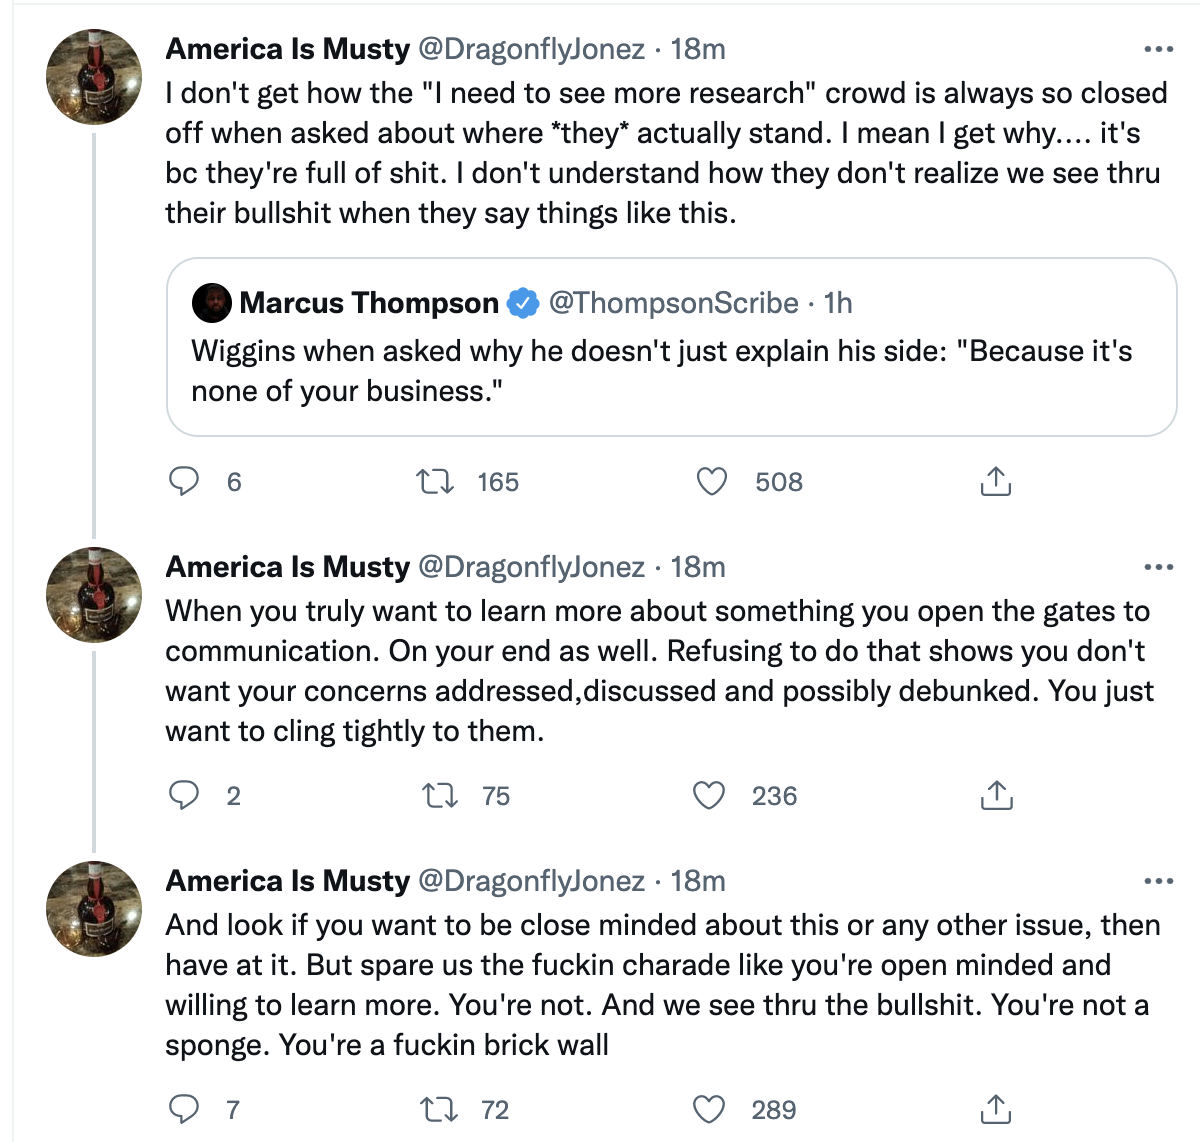 America Is Musty @DragonflyJonez · 18m
I don't get how the "I need to see more research" crowd is always so closed
off when asked about where *they* actually stand. I mean I get why.... it's
bc they're full of shit. I don't understand how they don't realize we see thru
their bullshit when they say things like this.
Marcus Thompson @ThompsonScribe · 1h
Wiggins when asked why he doesn't just explain his side: "Because it's
none of your business."
6 165 508
America Is Musty @DragonflyJonez · 18m
When you truly want to learn more about something you open the gates to
communication. On your end as well. Refusing to do that shows you don't
want your concerns addressed,discussed and possibly debunked. You just
want to cling tightly to them.
2 75 236
America Is Musty @DragonflyJonez · 18m
And look if you want to be close minded about this or any other issue, then
have at it. But spare us the fuckin charade like you're open minded and
willing to learn more. You're not. And we see thru the bullshit. You're not a
sponge. You're a fuckin brick wall
7 72 289